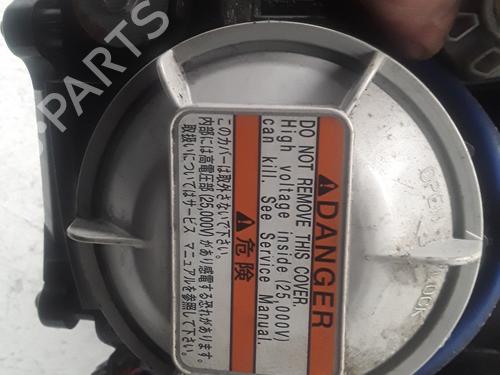 PARTS
⚠DANGER
DO NOT REMOVE THIS COVER.
High voltage inside (25,000V)
can kill. See Service Manual.
⚠危険
このカバーは取外さないで下さい。
内部には高電圧部(25,000V)があり感電する恐れがあります。
取扱いについてはサービス マニュアルを参照して下さい。
OPEN
LOCK